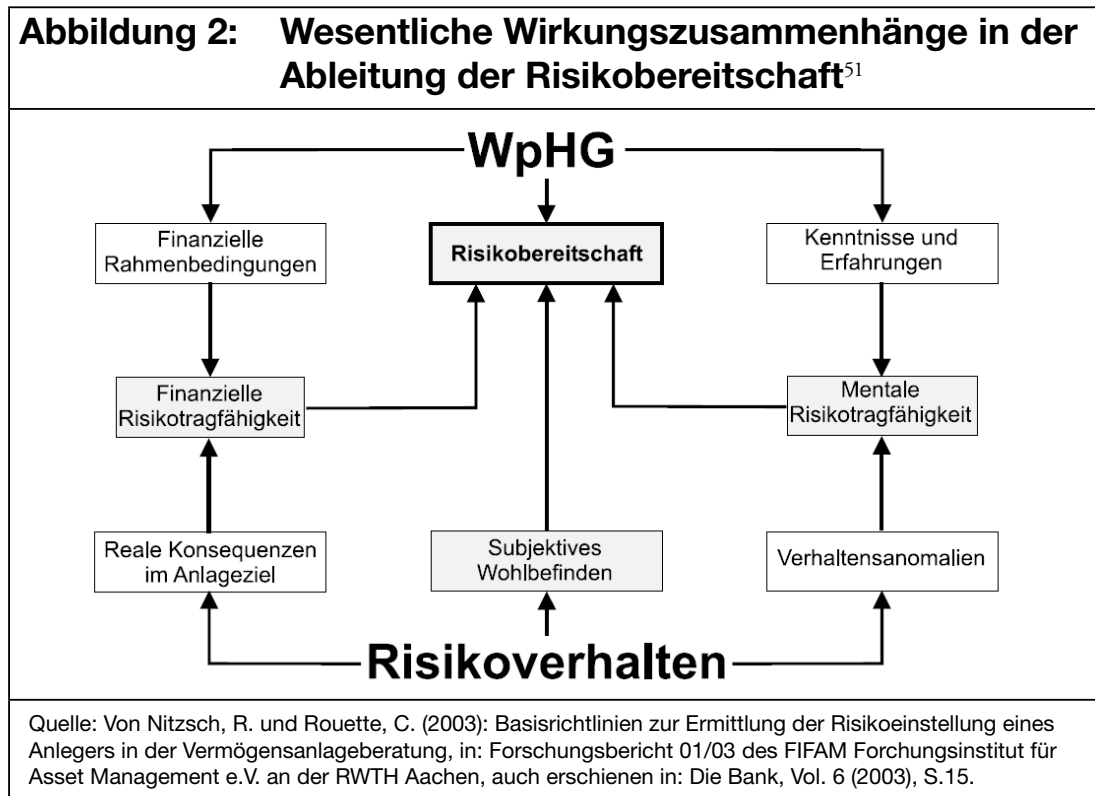 Abbildung 2: Wesentliche Wirkungszusammenhänge in der
Ableitung der Risikobereitschaft51
WpHG
Finanzielle
Rahmenbedingungen
Risikobereitschaft
Kenntnisse und
Erfahrungen
Finanzielle
Risikotragfähigkeit
Mentale
Risikotragfähigkeit
Reale Konsequenzen
im Anlageziel
Subjektives
Wohlbefinden
Verhaltensanomalien
Risikoverhalten
Quelle: Von Nitzsch, R. und Rouette, C. (2003): Basisrichtlinien zur Ermittlung der Risikoeinstellung eines
Anlegers in der Vermögensanlageberatung, in: Forschungsbericht 01/03 des FIFAM Forchungsinstitut für
Asset Management e.V. an der RWTH Aachen, auch erschienen in: Die Bank, Vol. 6 (2003), S.15.